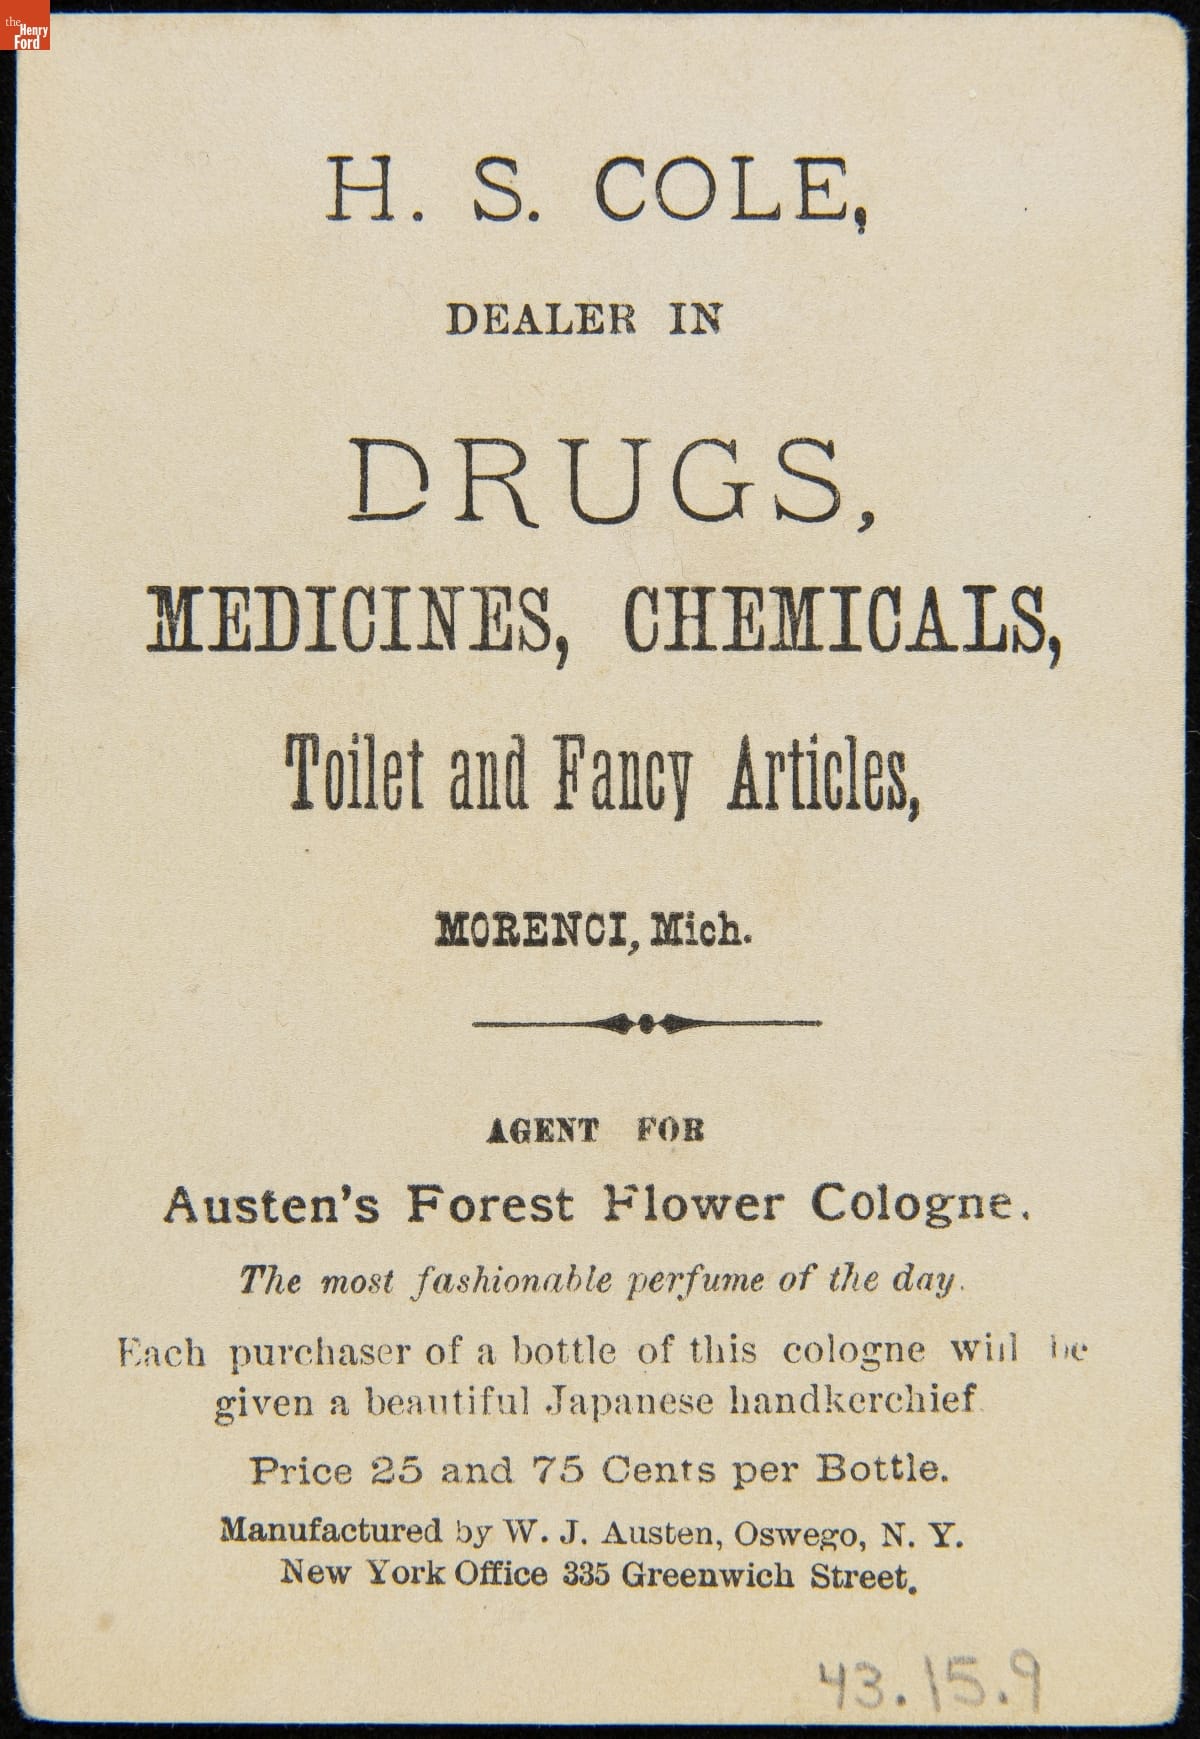 the
Henry
Ford
H. S. COLE,
DEALER IN
DRUGS,
MEDICINES, CHEMICALS,
Toilet and Fancy Articles,
MORENCI, Mich.
AGENT FOR
Austen's Forest Flower Cologne.
The most fashionable perfume of the day.
Each purchaser of a bottle of this cologne will be
given a beautiful Japanese handkerchief.
Price 25 and 75 Cents per Bottle.
Manufactured by W. J. Austen, Oswego, N. Y.
New York Office 335 Greenwich Street.
43.15.9